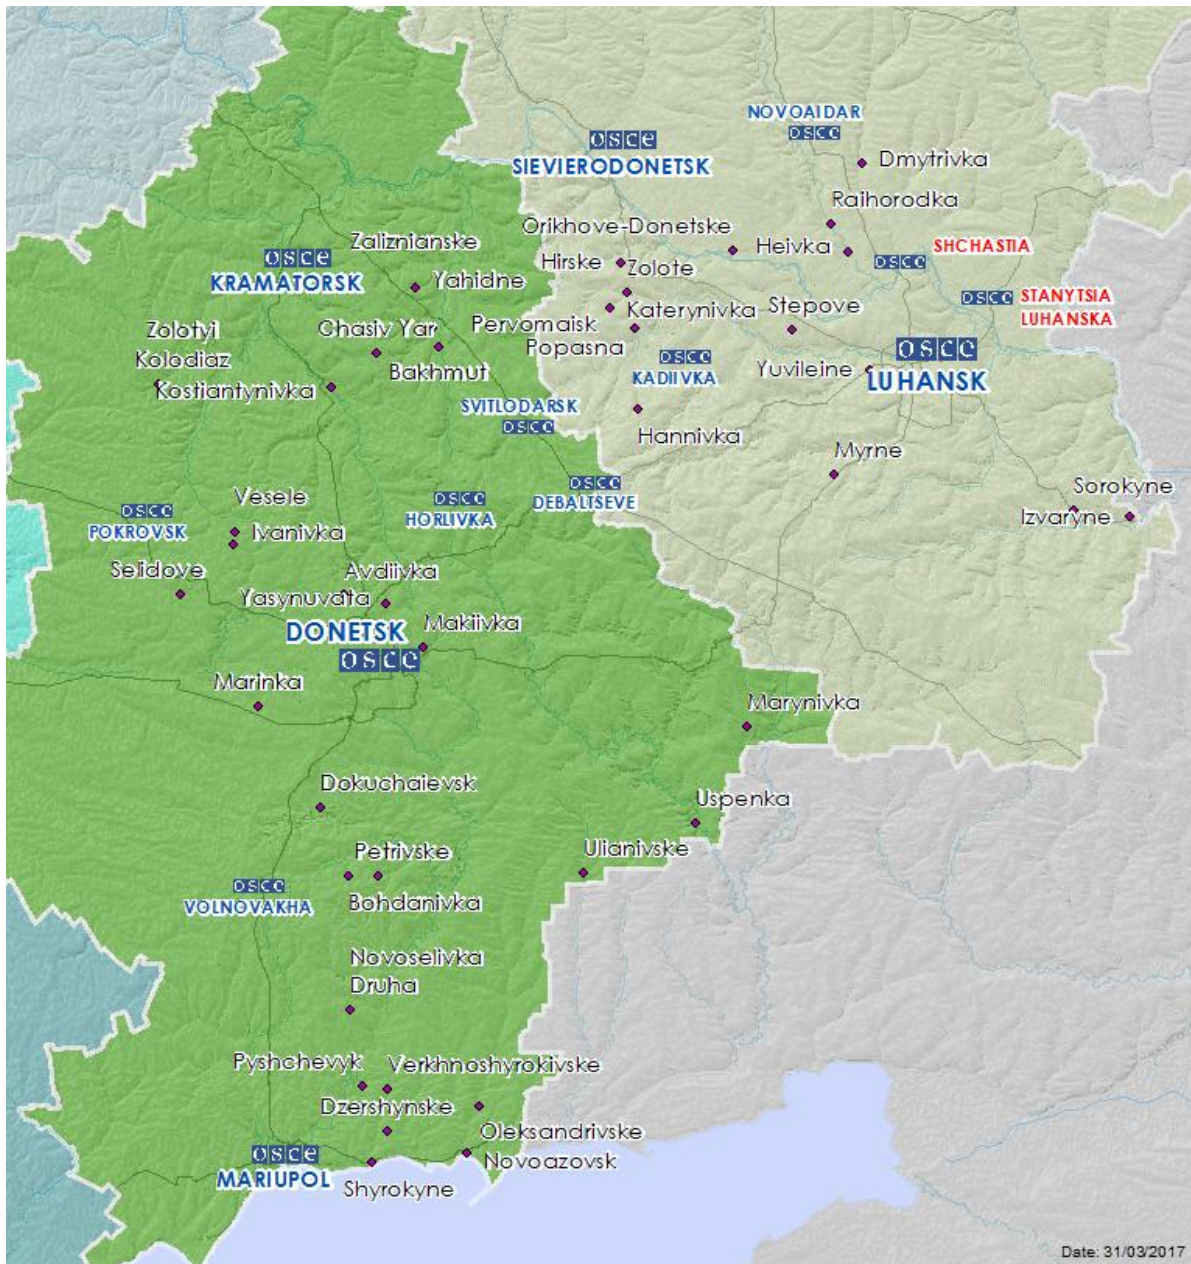 NOVOAIDAR
osce
osce
SIEVIERODONETSK
Dmytrivka
Raihorodka
Orikhove-Donetske
Heivka
SHCHASTIA
osce
Zaliznianske
osce
KRAMATORSK
Hirske
Zolote
Yahidne
osce
STANYTSIA
LUHANSKA
Katerynivka
Stepove
Pervomaisk
Popasna
Zolotyi
Kolodiaz
Chasiv Yar
Bakhmut
Kostiantynivka
osce
KADIIVKA
Yuvileine
osce
LUHANSK
SVITLODARSK
osce
Hannivka
Myrne
osce
DEBALTSEVE
Sorokyne
Izvaryne
osce
POKROVSK
Vesele
Ivanivka
osce
HORLIVKA
Selidove
Avdiivka
Yasynuvata
DONETSK
osce
Makiivka
Marinka
Marynivka
Dokuchaievsk
Uspenka
Petrivske
Ulianivske
osce
VOLNOVAKHA
Bohdanivka
Novoselivka
Druha
Pyshchevyk
Verkhnoshyrokivske
Dzershynske
Oleksandrivske
Novoazovsk
osce
MARIUPOL
Shyrokyne
Date: 31/03/2017